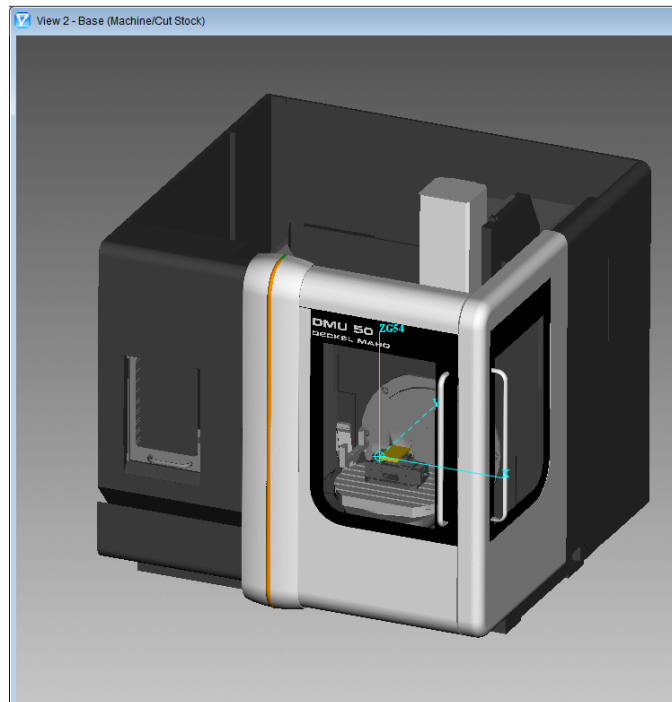 View 2 - Base (Machine/Cut Stock)
DMU 50
ZG54
DECKEL MAHO
Y
X